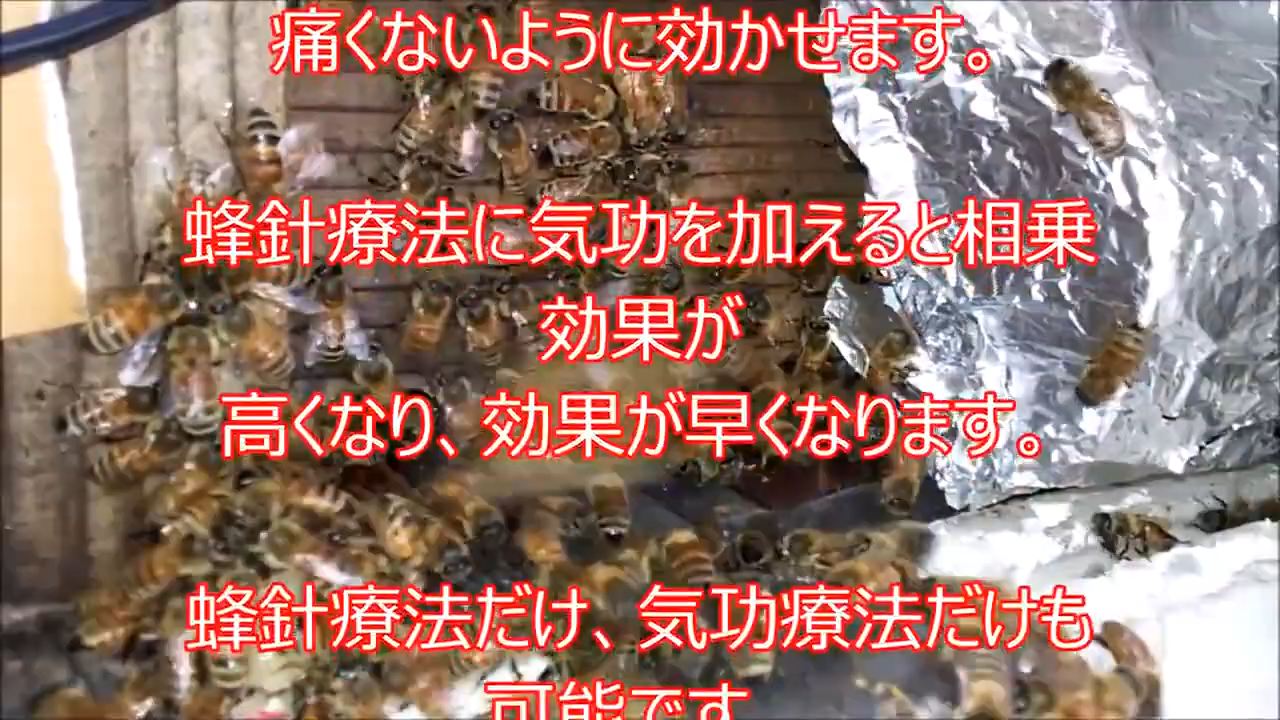 痛くないように効かせます。
蜂針療法に気功を加えると相乗
効果が
高くなり、効果が早くなります。
蜂針療法だけ、気功療法だけも
可能です